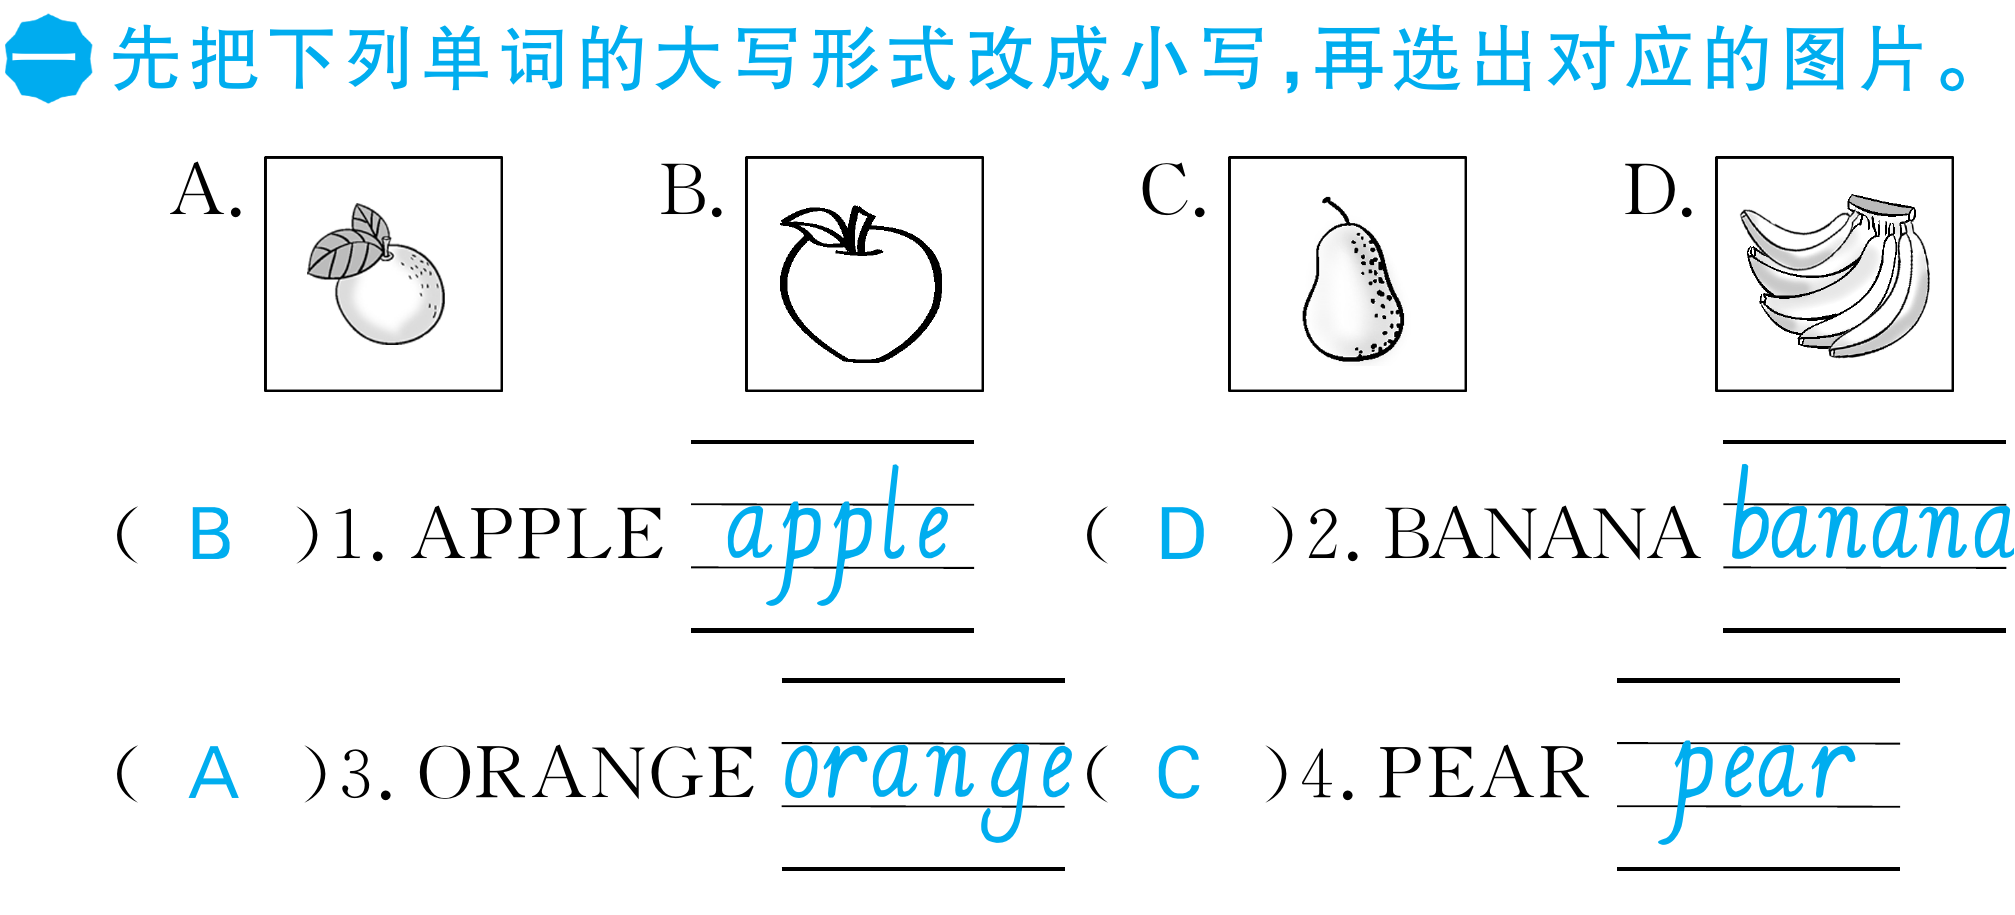 一 先把下列单词的大写形式改成小写,再选出对应的图片。
A. B. C. D.
( B )1. APPLE apple ( D )2. BANANA banana
( A )3. ORANGE orange ( C )4. PEAR pear